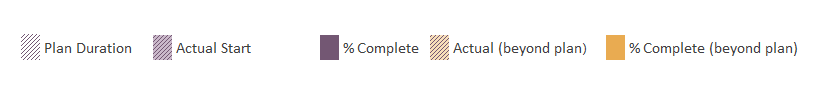 Plan Duration Actual Start % Complete Actual (beyond plan) % Complete (beyond plan)